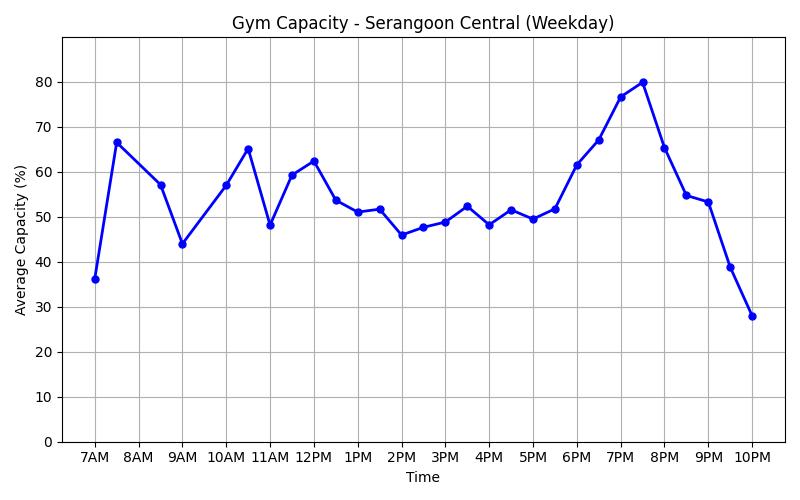 Gym Capacity - Serangoon Central (Weekday)
Average Capacity (%)
80
70
60
50
40
30
20
10
0
7AM 8AM 9AM 10AM 11AM 12PM 1PM 2PM 3PM 4PM 5PM 6PM 7PM 8PM 9PM 10PM
Time